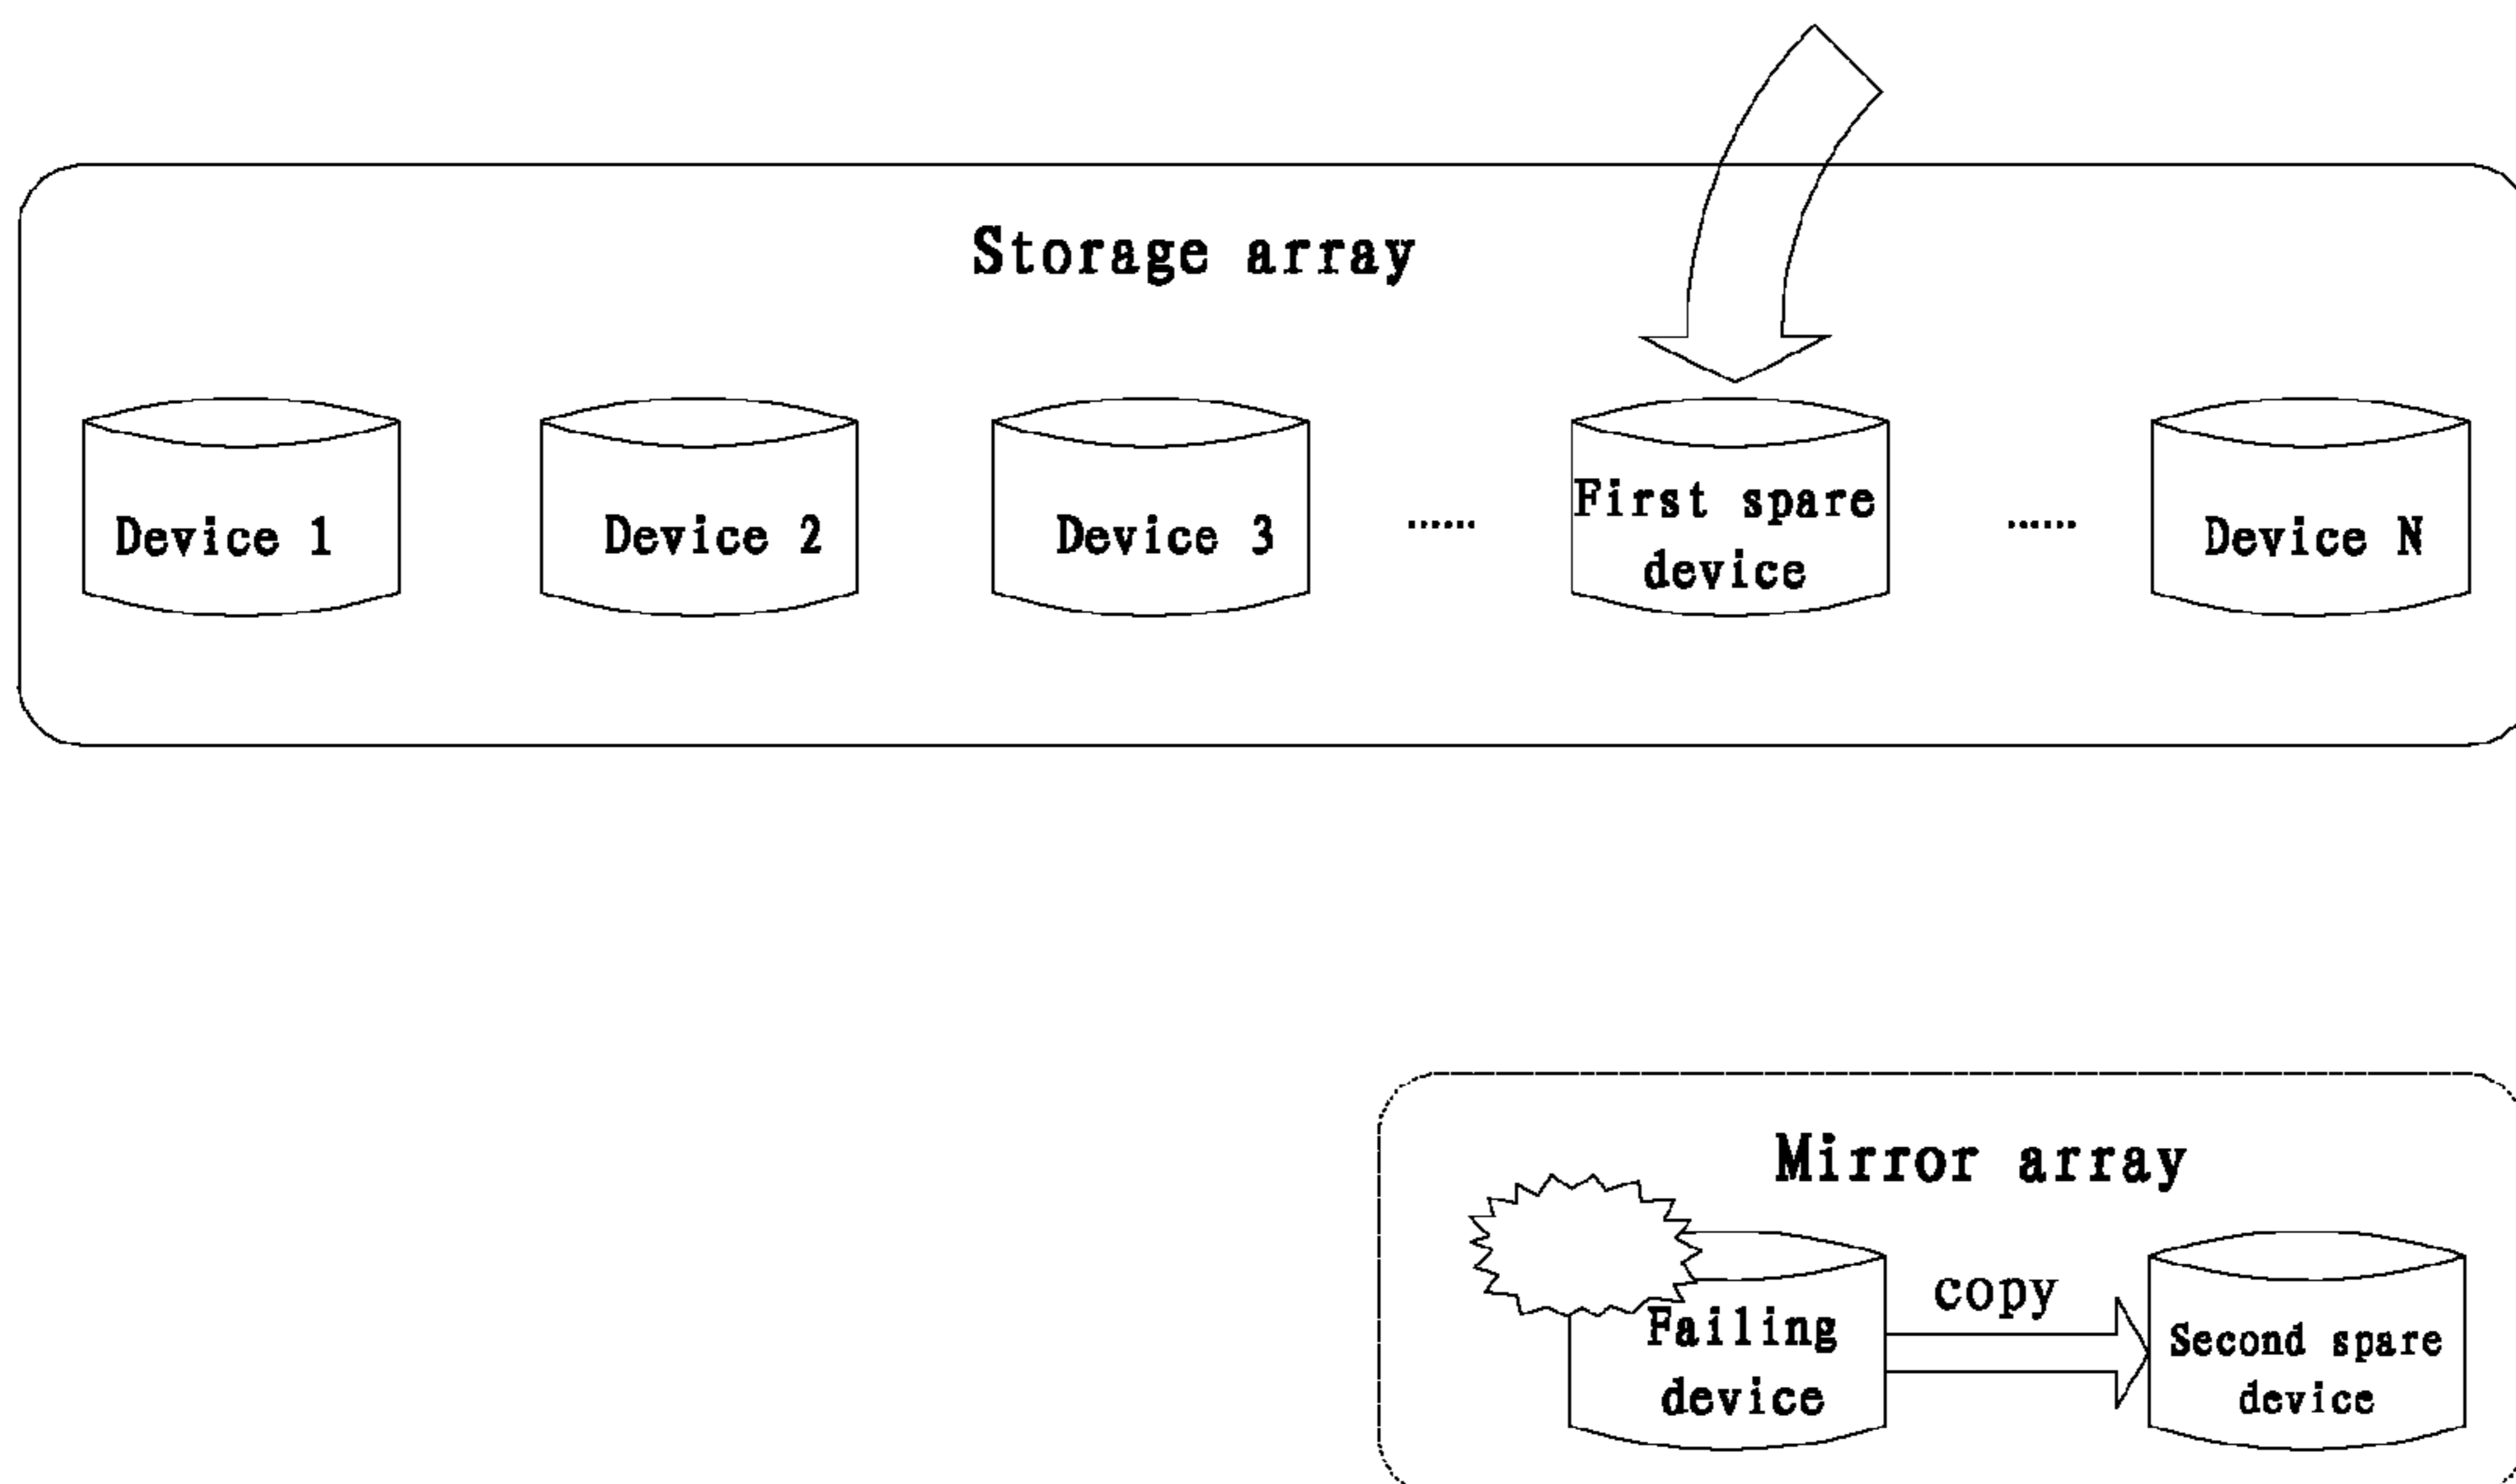 Storage array
Device 1
Device 2
Device 3
......
First spare
device
......
Device N
Mirror array
Failing
device
copy
Second spare
device